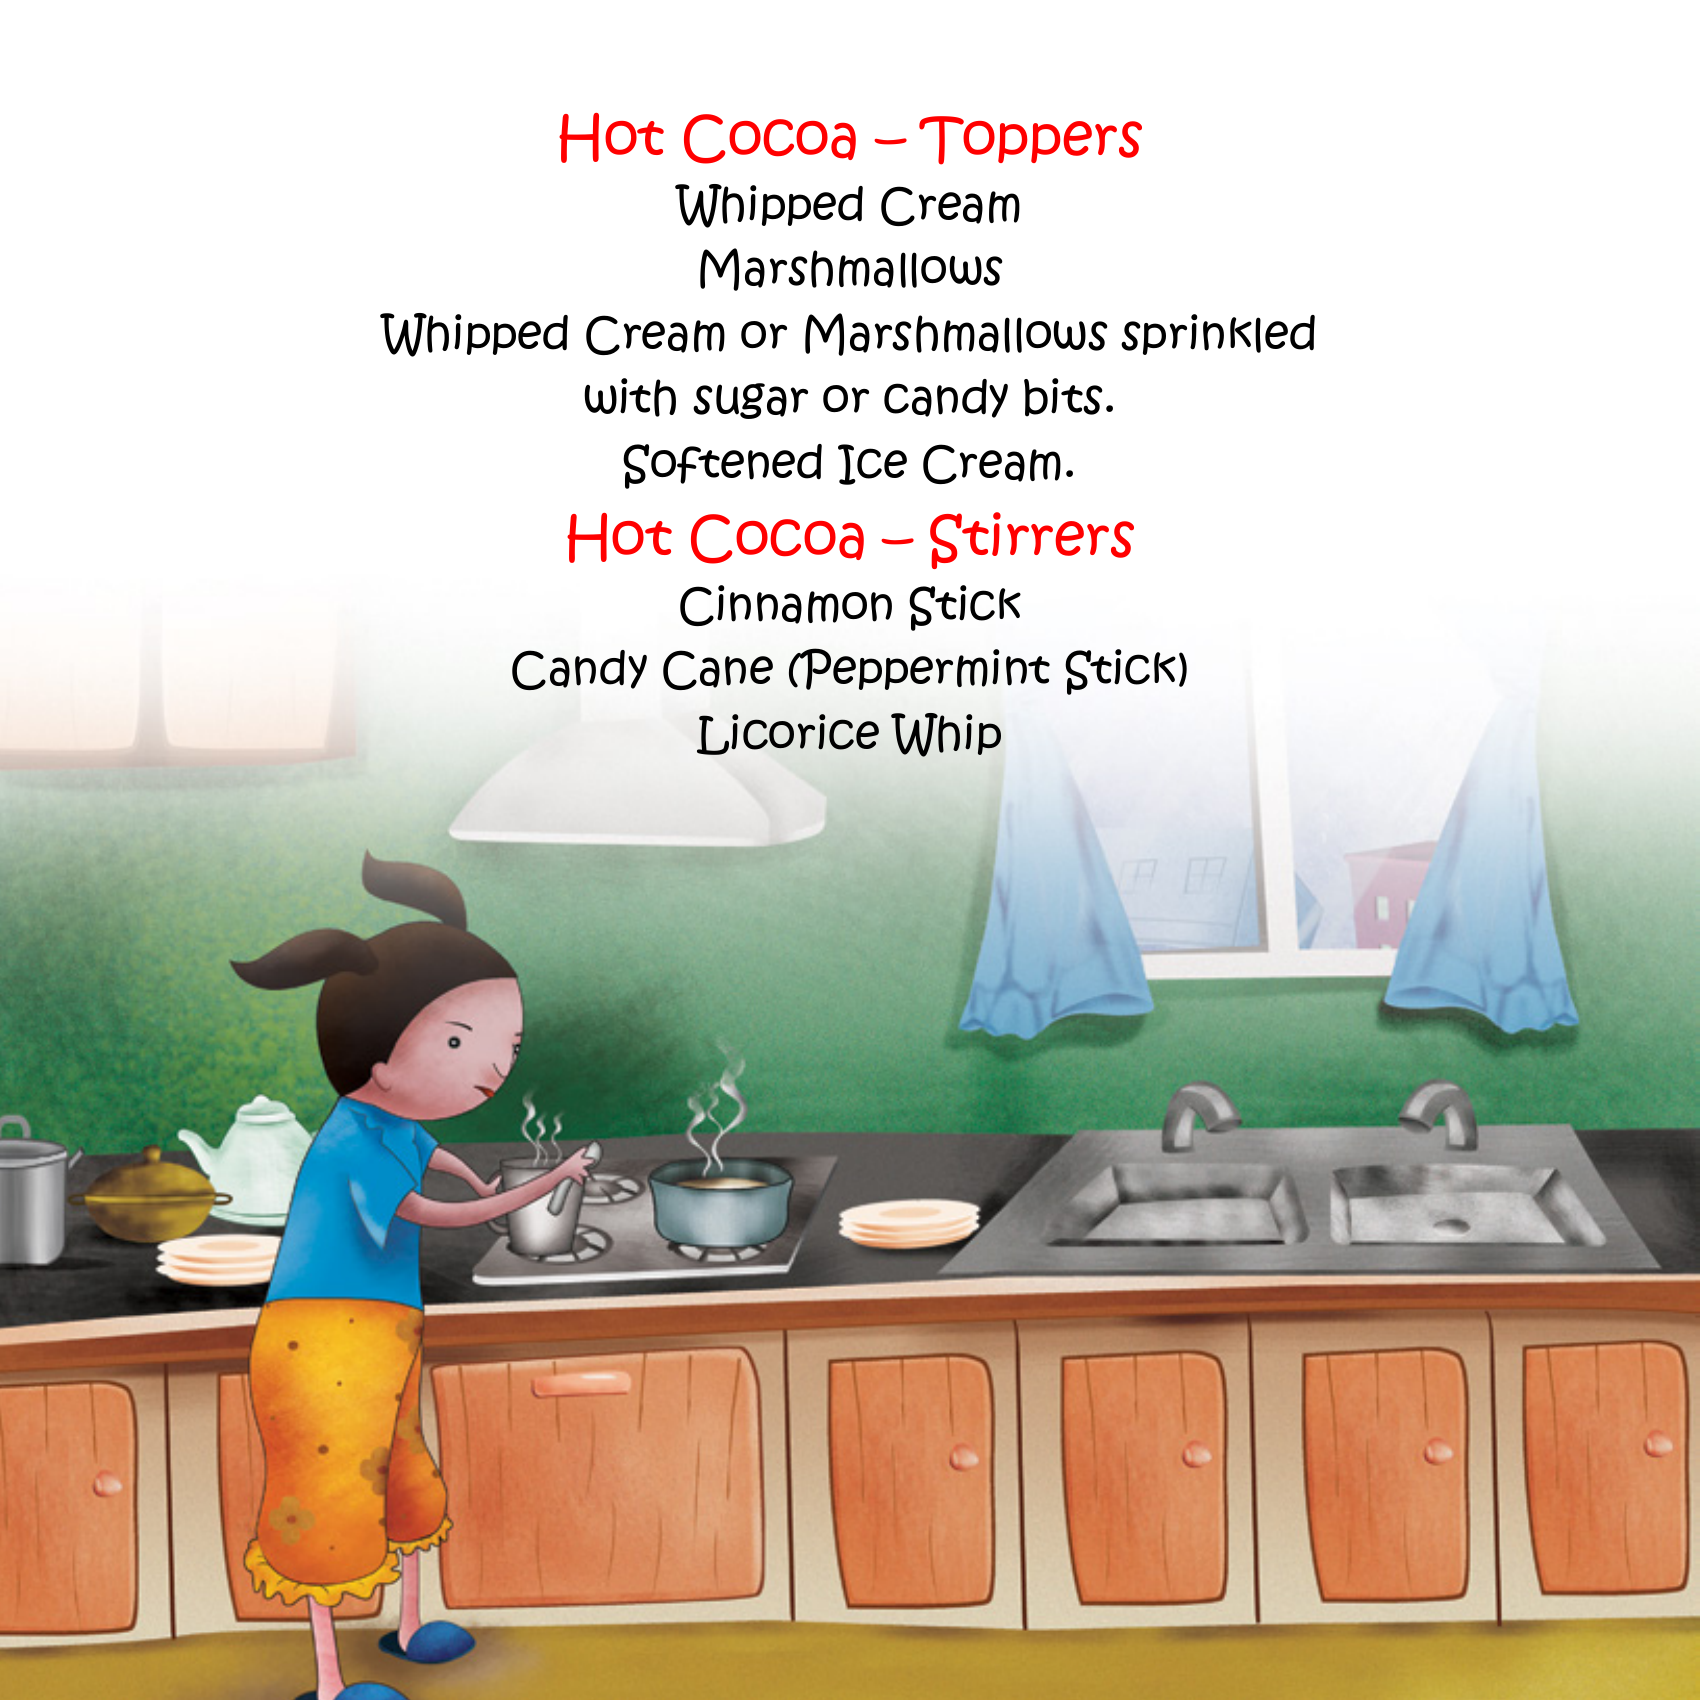 Hot Cocoa – Toppers
Whipped Cream
Marshmallows
Whipped Cream or Marshmallows sprinkled
with sugar or candy bits.
Softened Ice Cream.
Hot Cocoa – Stirrers
Cinnamon Stick
Candy Cane (Peppermint Stick)
Licorice Whip